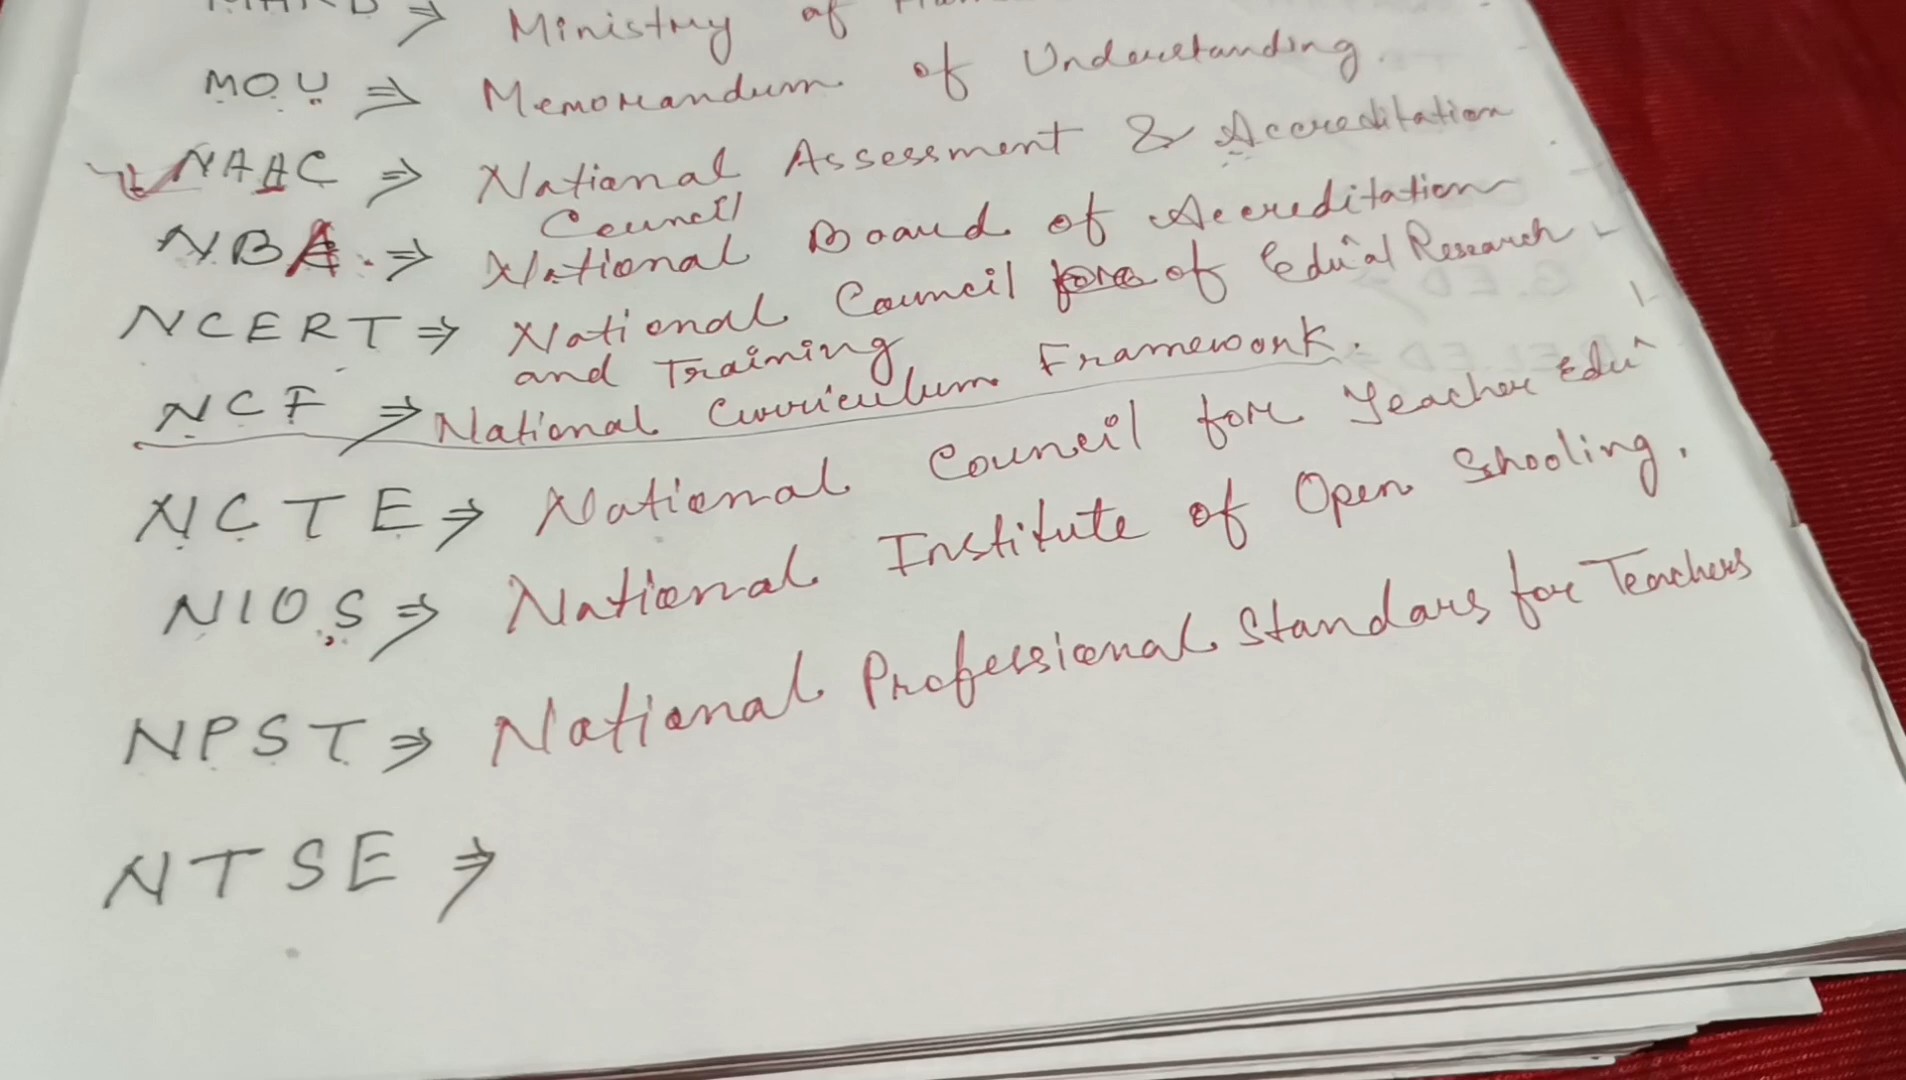 ⇒ Ministry of
MOU ⇒ Memorandum of Understanding.
NAAC ⇒ National Assessment & Accreditation
Council
NBA. ⇒ National Board of Accreditation
NCERT ⇒ National Council of Edu^al Research
and Training
NCF ⇒ National Curriculum Framework.
NCTE ⇒ National Council for Teacher Edu^
NIOS ⇒ National Institute of Open Shooling.
NPST ⇒ National Professional Standars for Teachers
NTSE ⇒